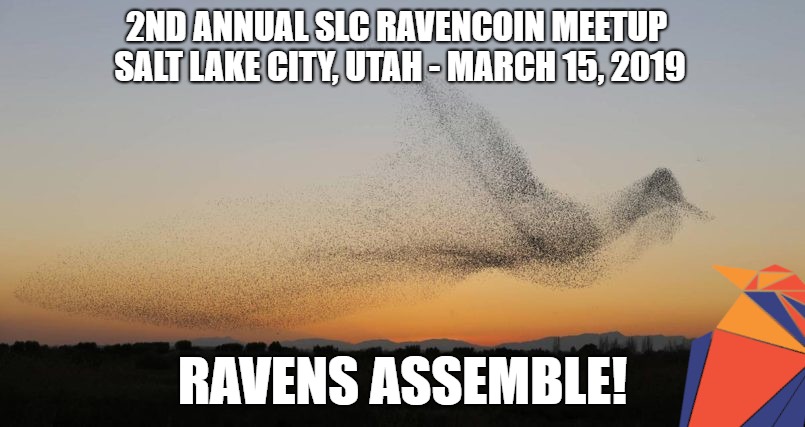 2ND ANNUAL SLC RAVENCOIN MEETUP
SALT LAKE CITY, UTAH - MARCH 15, 2019
RAVENS ASSEMBLE!